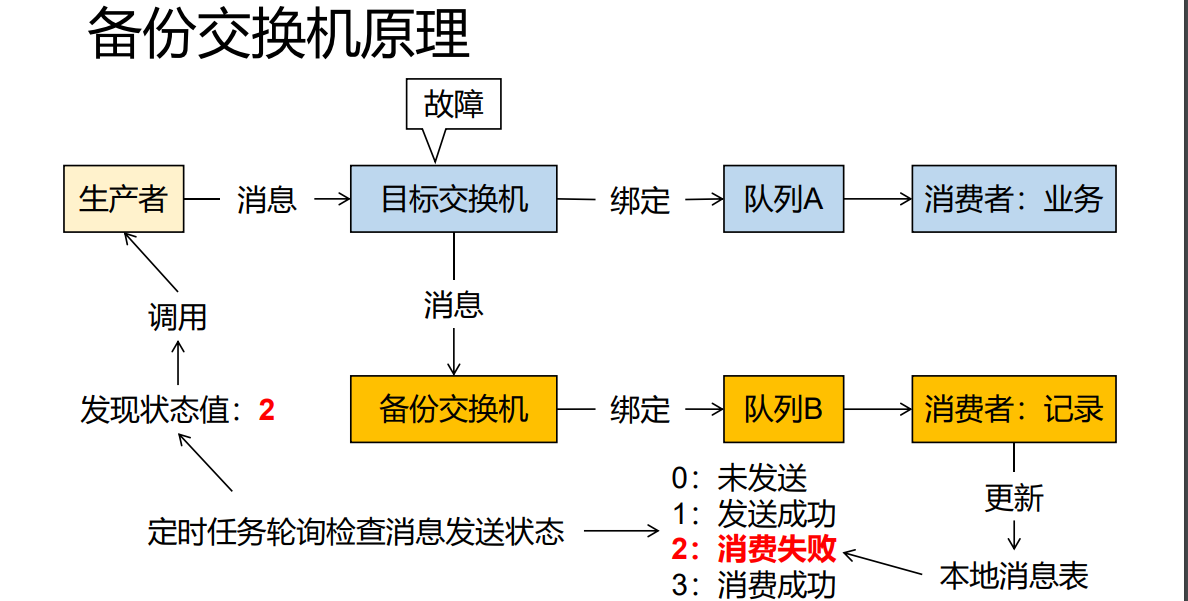 备份交换机原理
故障
生产者
消息
目标交换机
绑定
队列A
消费者：业务
调用
消息
发现状态值：2
备份交换机
绑定
队列B
消费者：记录
0：未发送
1：发送成功
2：消费失败
3：消费成功
更新
定时任务轮询检查消息发送状态
本地消息表